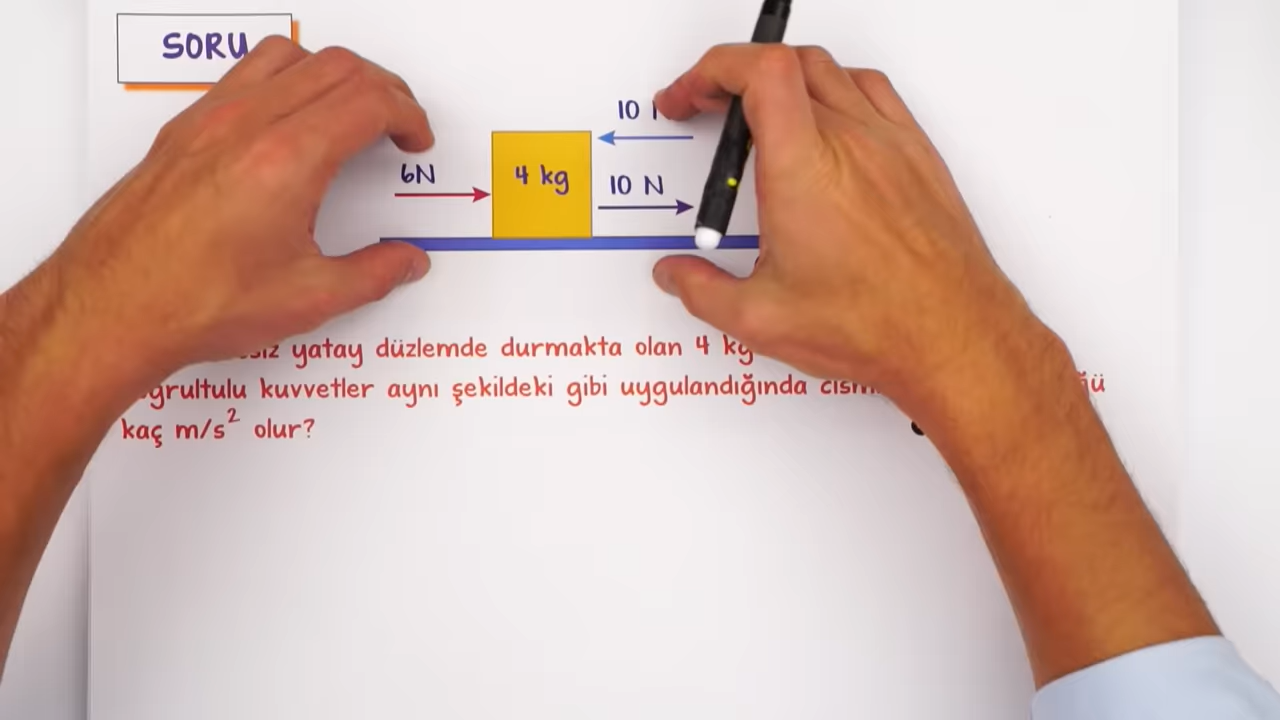 SORU
10
6N
4 kg
10 N
yatay düzlemde durmakta olan 4 kg
kuvvetler aynı şekildeki gibi uygulandığında
kaç m/s² olur?